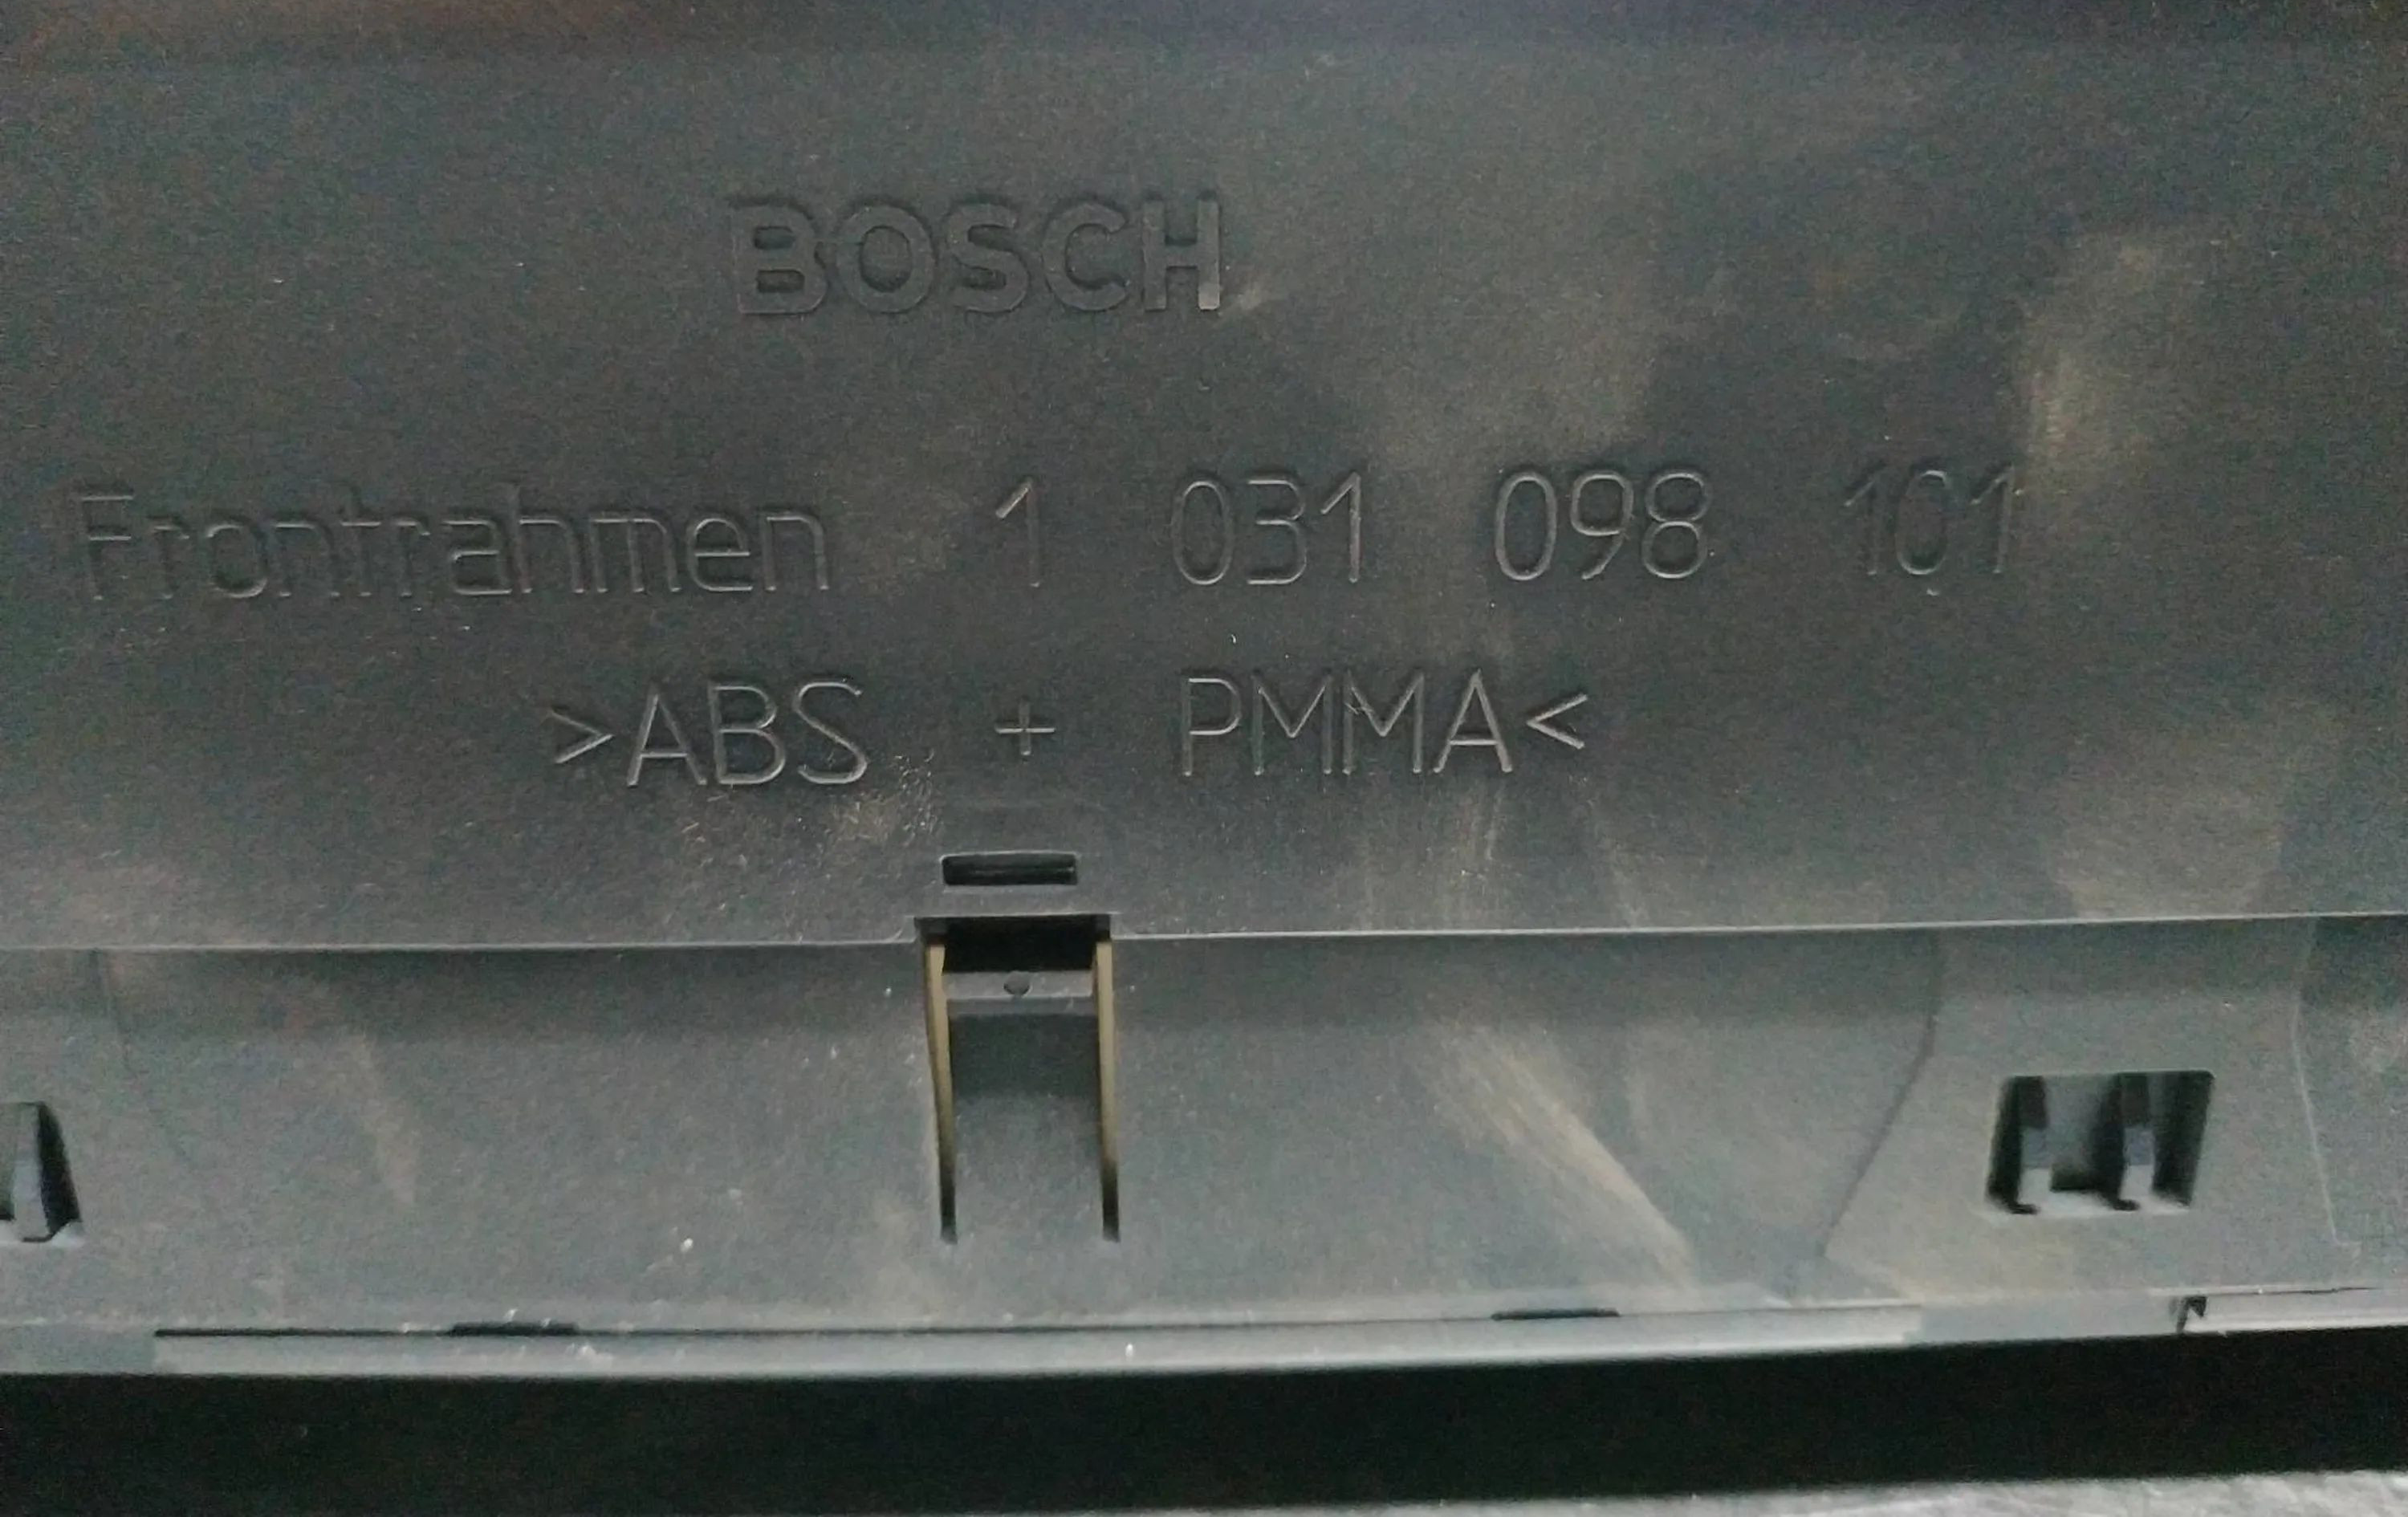 BOSCH
Frontrahmen 1 031 098 101
>ABS + PMMA<